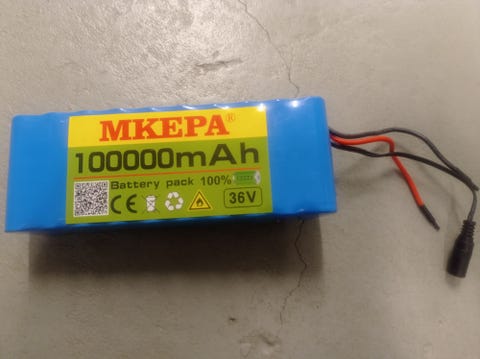 MKEPA®
100000mAh
Battery pack 100%
CE
36V